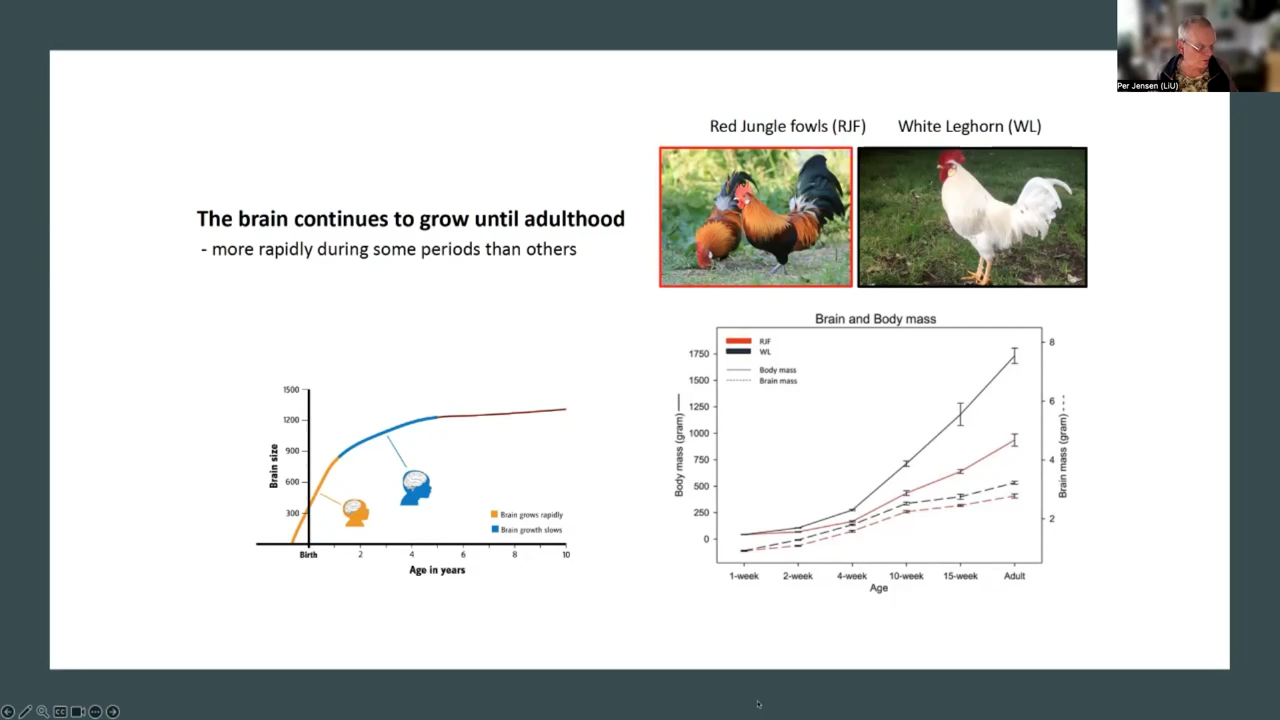 Per Jensen (LiU)
Red Jungle fowls (RJF)
White Leghorn (WL)
The brain continues to grow until adulthood
- more rapidly during some periods than others
Brain size
1500
1200
900
600
300
Birth
2
4
6
8
10
Age in years
Brain grows rapidly
Brain growth slows
Brain and Body mass
RJF
WL
Body mass
Brain mass
Body mass (gram)
1750
1500
1250
1000
750
500
250
0
8
6
4
2
Brain mass (gram)
1-week
2-week
4-week
10-week
15-week
Adult
Age
CC